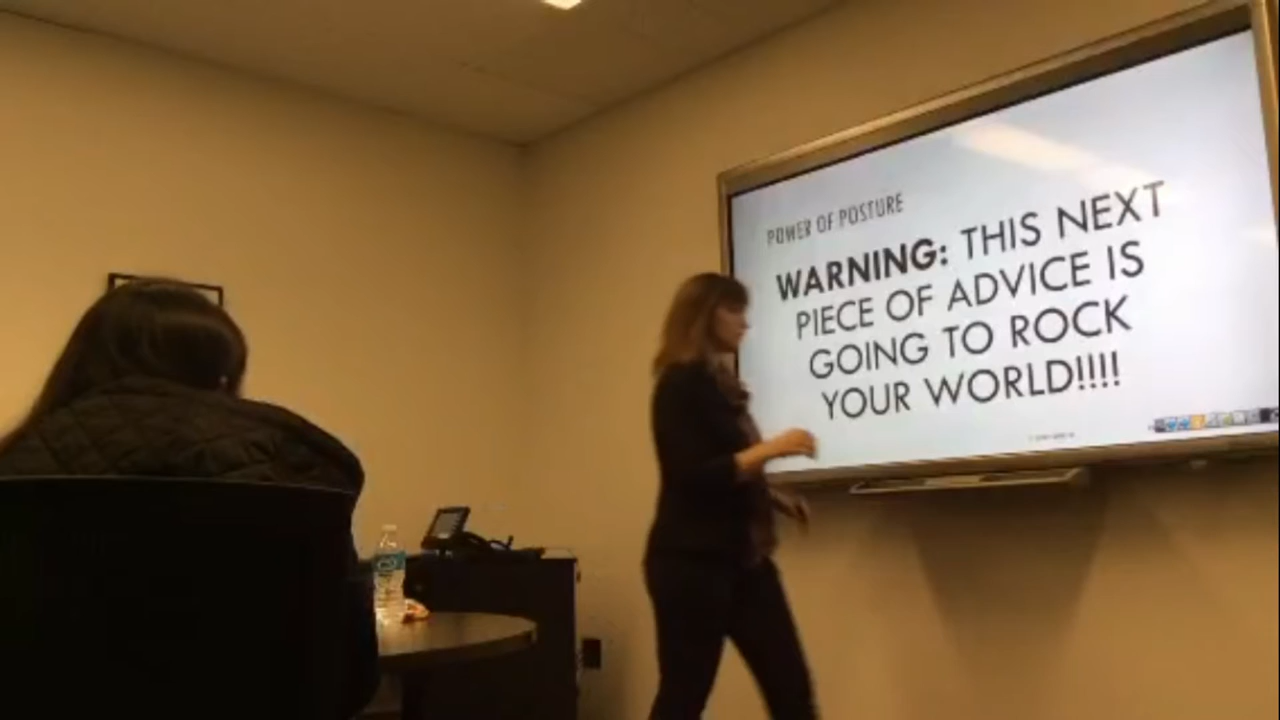 POWER OF POSTURE
WARNING: THIS NEXT
PIECE OF ADVICE IS
GOING TO ROCK
YOUR WORLD!!!!